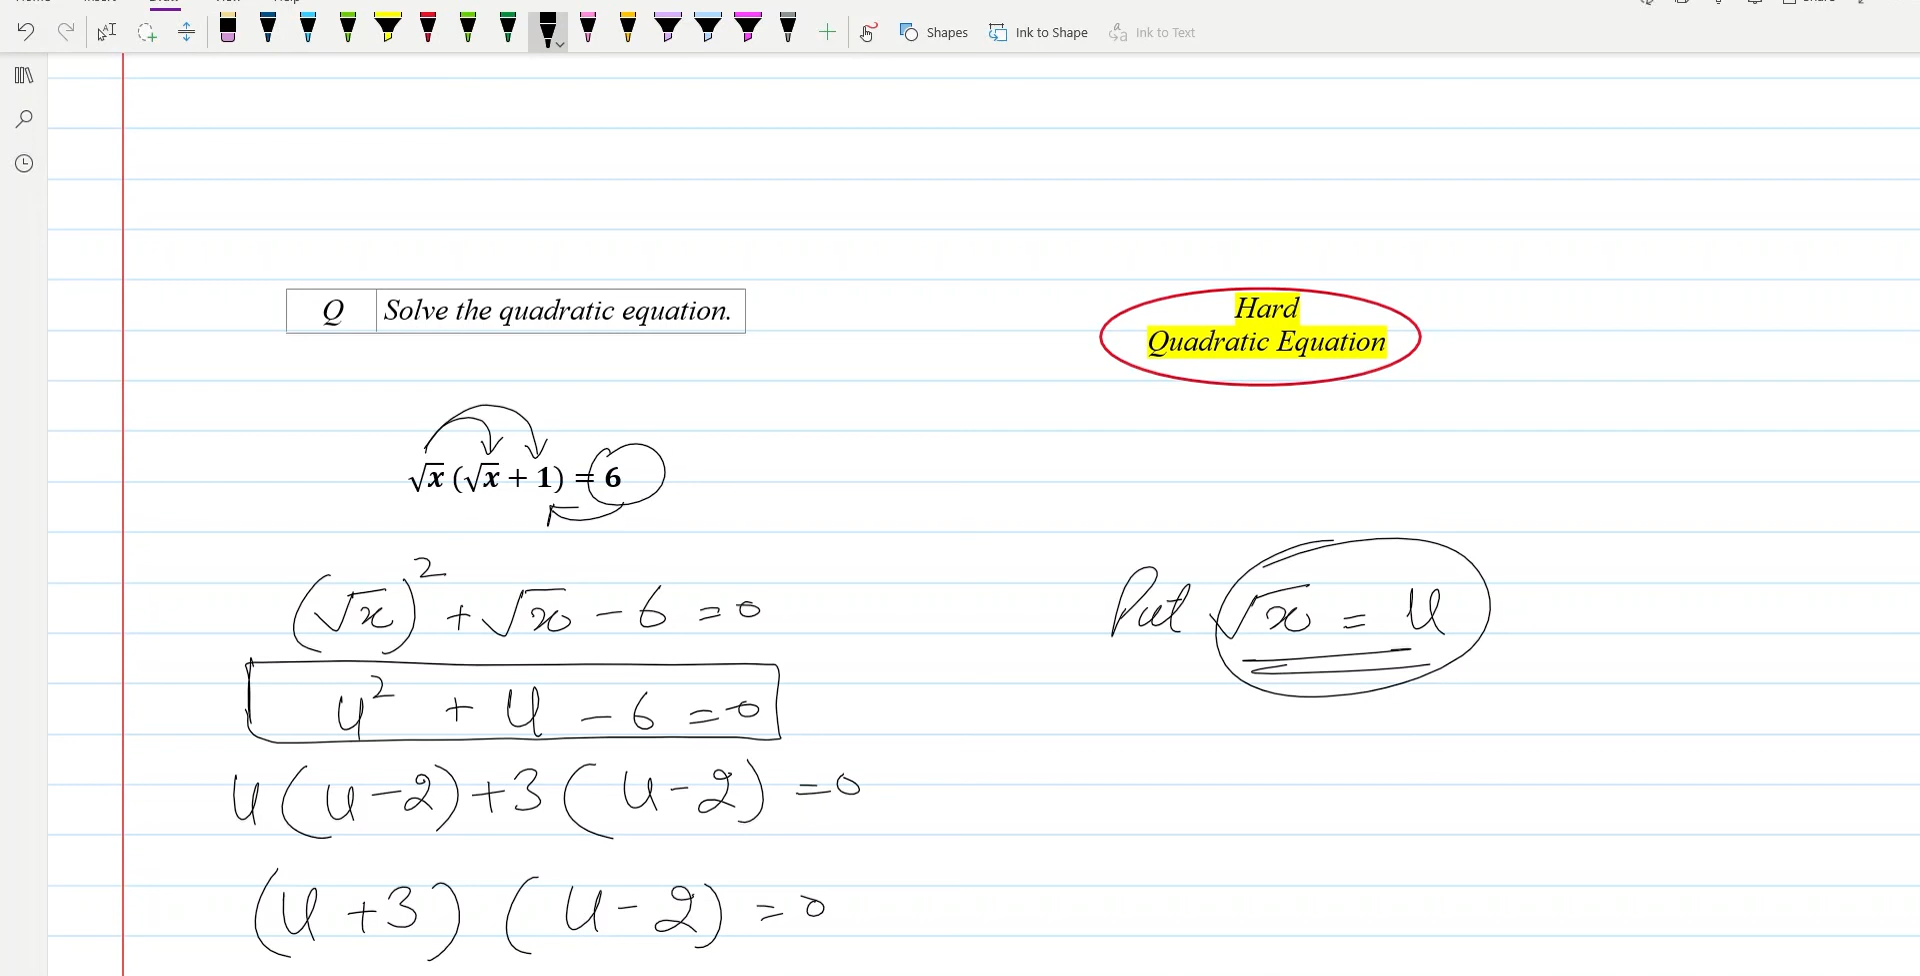 Shapes Ink to Shape Ink to Text
Q Solve the quadratic equation.
Hard
Quadratic Equation
√x (√x + 1) = 6
(√x)² + √x - 6 = 0
Put √x = u
u² + u - 6 = 0
u(u-2)+3(u-2) = 0
(u+3)(u-2) = 0